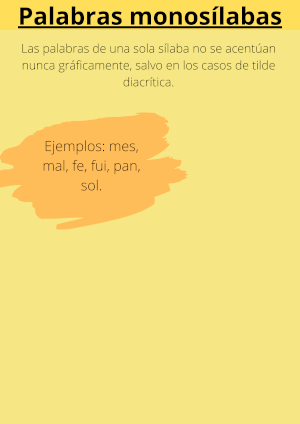 Palabras monosílabas
Las palabras de una sola sílaba no se acentúan
nunca gráficamente, salvo en los casos de tilde
diacrítica.
Ejemplos: mes,
mal, fe, fui, pan,
sol.